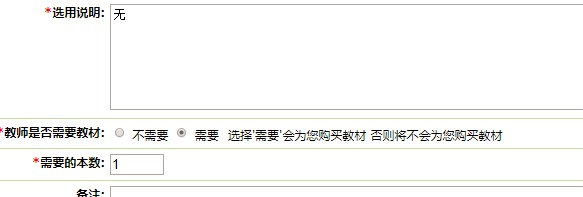 *选用说明: 无
*教师是否需要教材: 不需要 需要 选择'需要'会为您购买教材 否则将不会为您购买教材
*需要的本数: 1
备注: